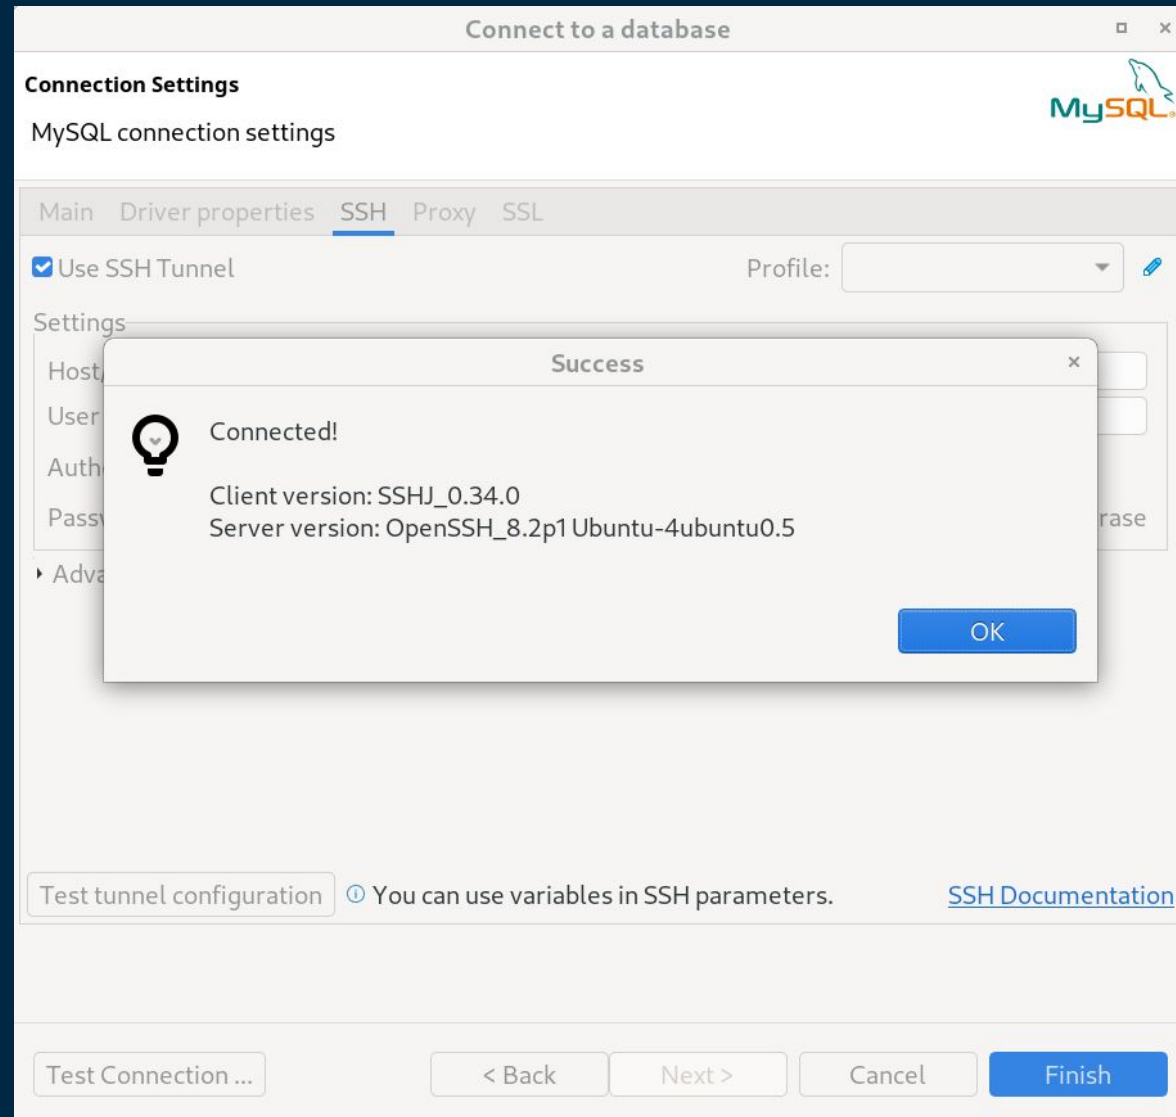 Connect to a database
Connection Settings
MySQL connection settings
MySQL
Main Driver properties SSH Proxy SSL
Use SSH Tunnel
Profile:
Settings
Host/
User
Success
Connected!
Client version: SSHJ_0.34.0
Server version: OpenSSH_8.2p1 Ubuntu-4ubuntu0.5
OK
Test tunnel configuration
You can use variables in SSH parameters.
SSH Documentation
Test Connection ...
< Back
Next >
Cancel
Finish